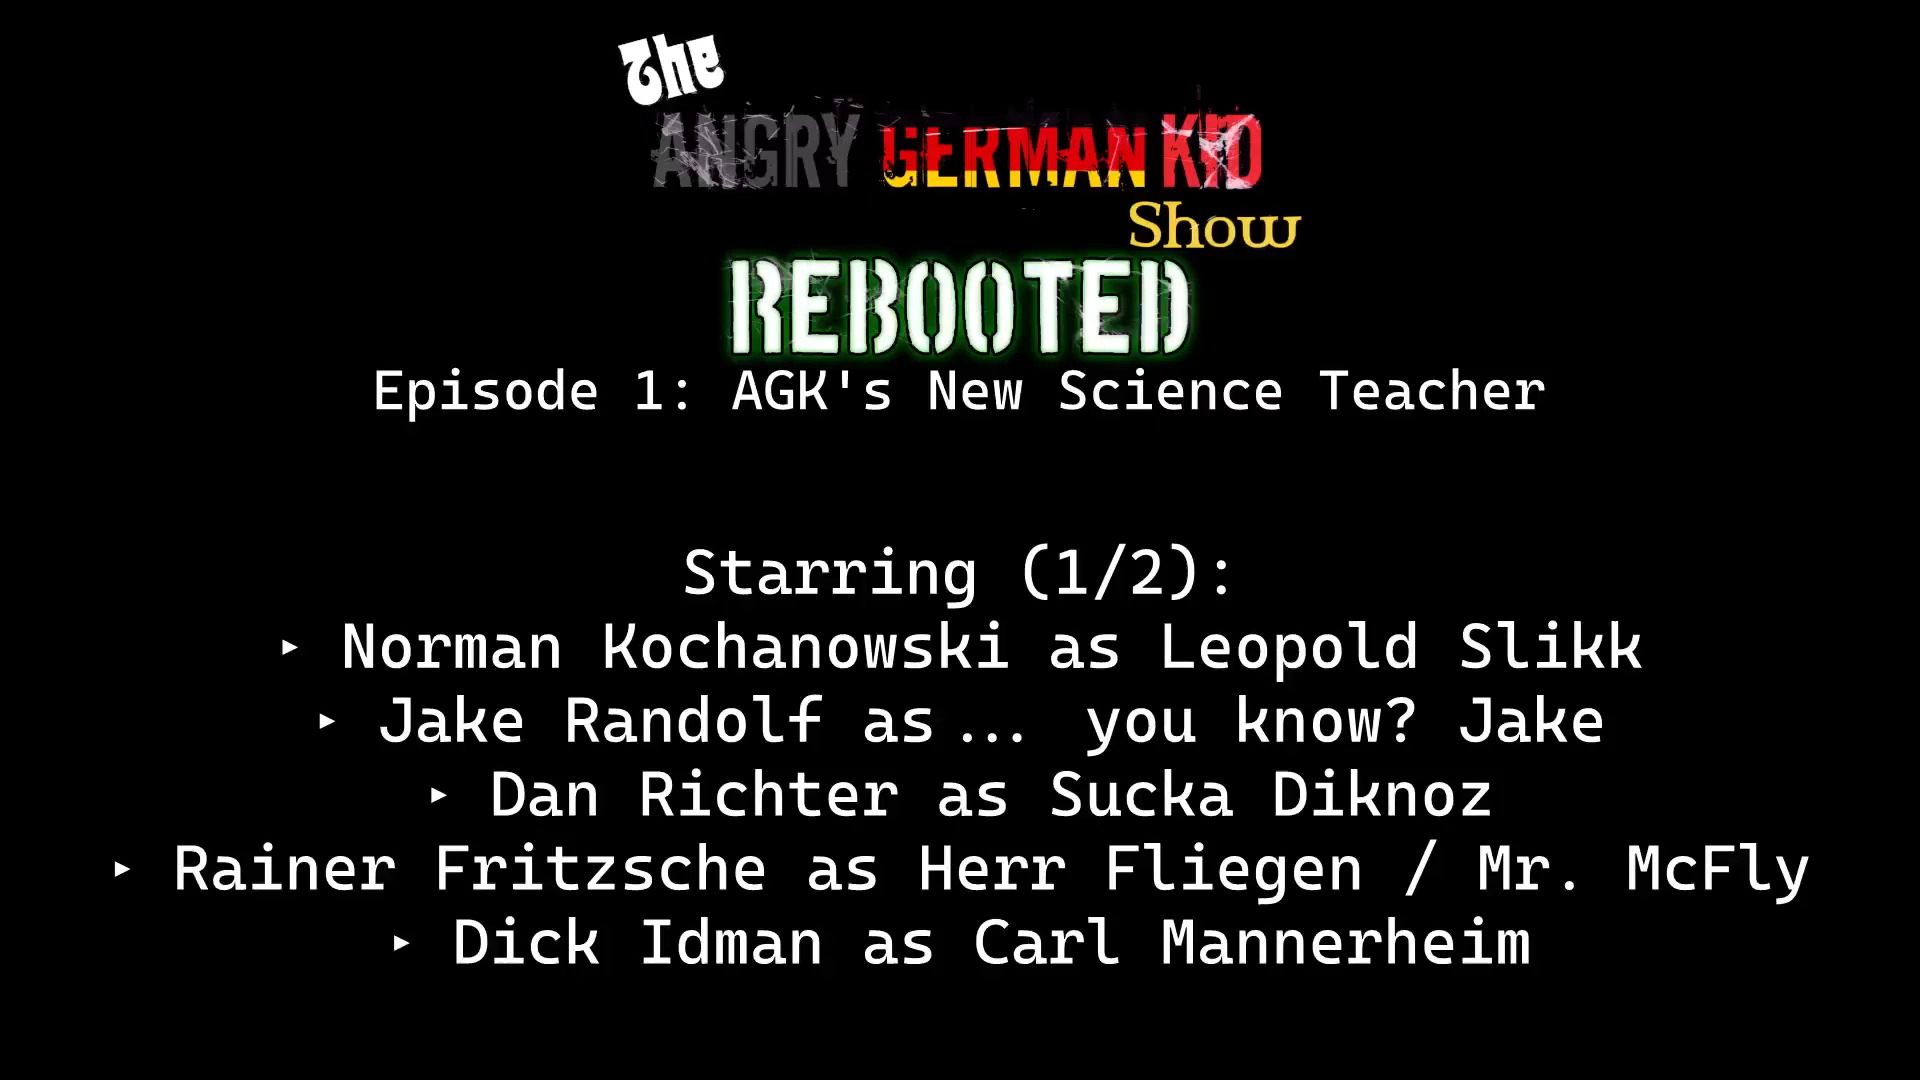 The
ANGRY GERMAN KID
Show
REBOOTED
Episode 1: AGK's New Science Teacher
Starring (1/2):
‣ Norman Kochanowski as Leopold Slikk
‣ Jake Randolf as... you know? Jake
‣ Dan Richter as Sucka Diknoz
‣ Rainer Fritzsche as Herr Fliegen / Mr. McFly
‣ Dick Idman as Carl Mannerheim